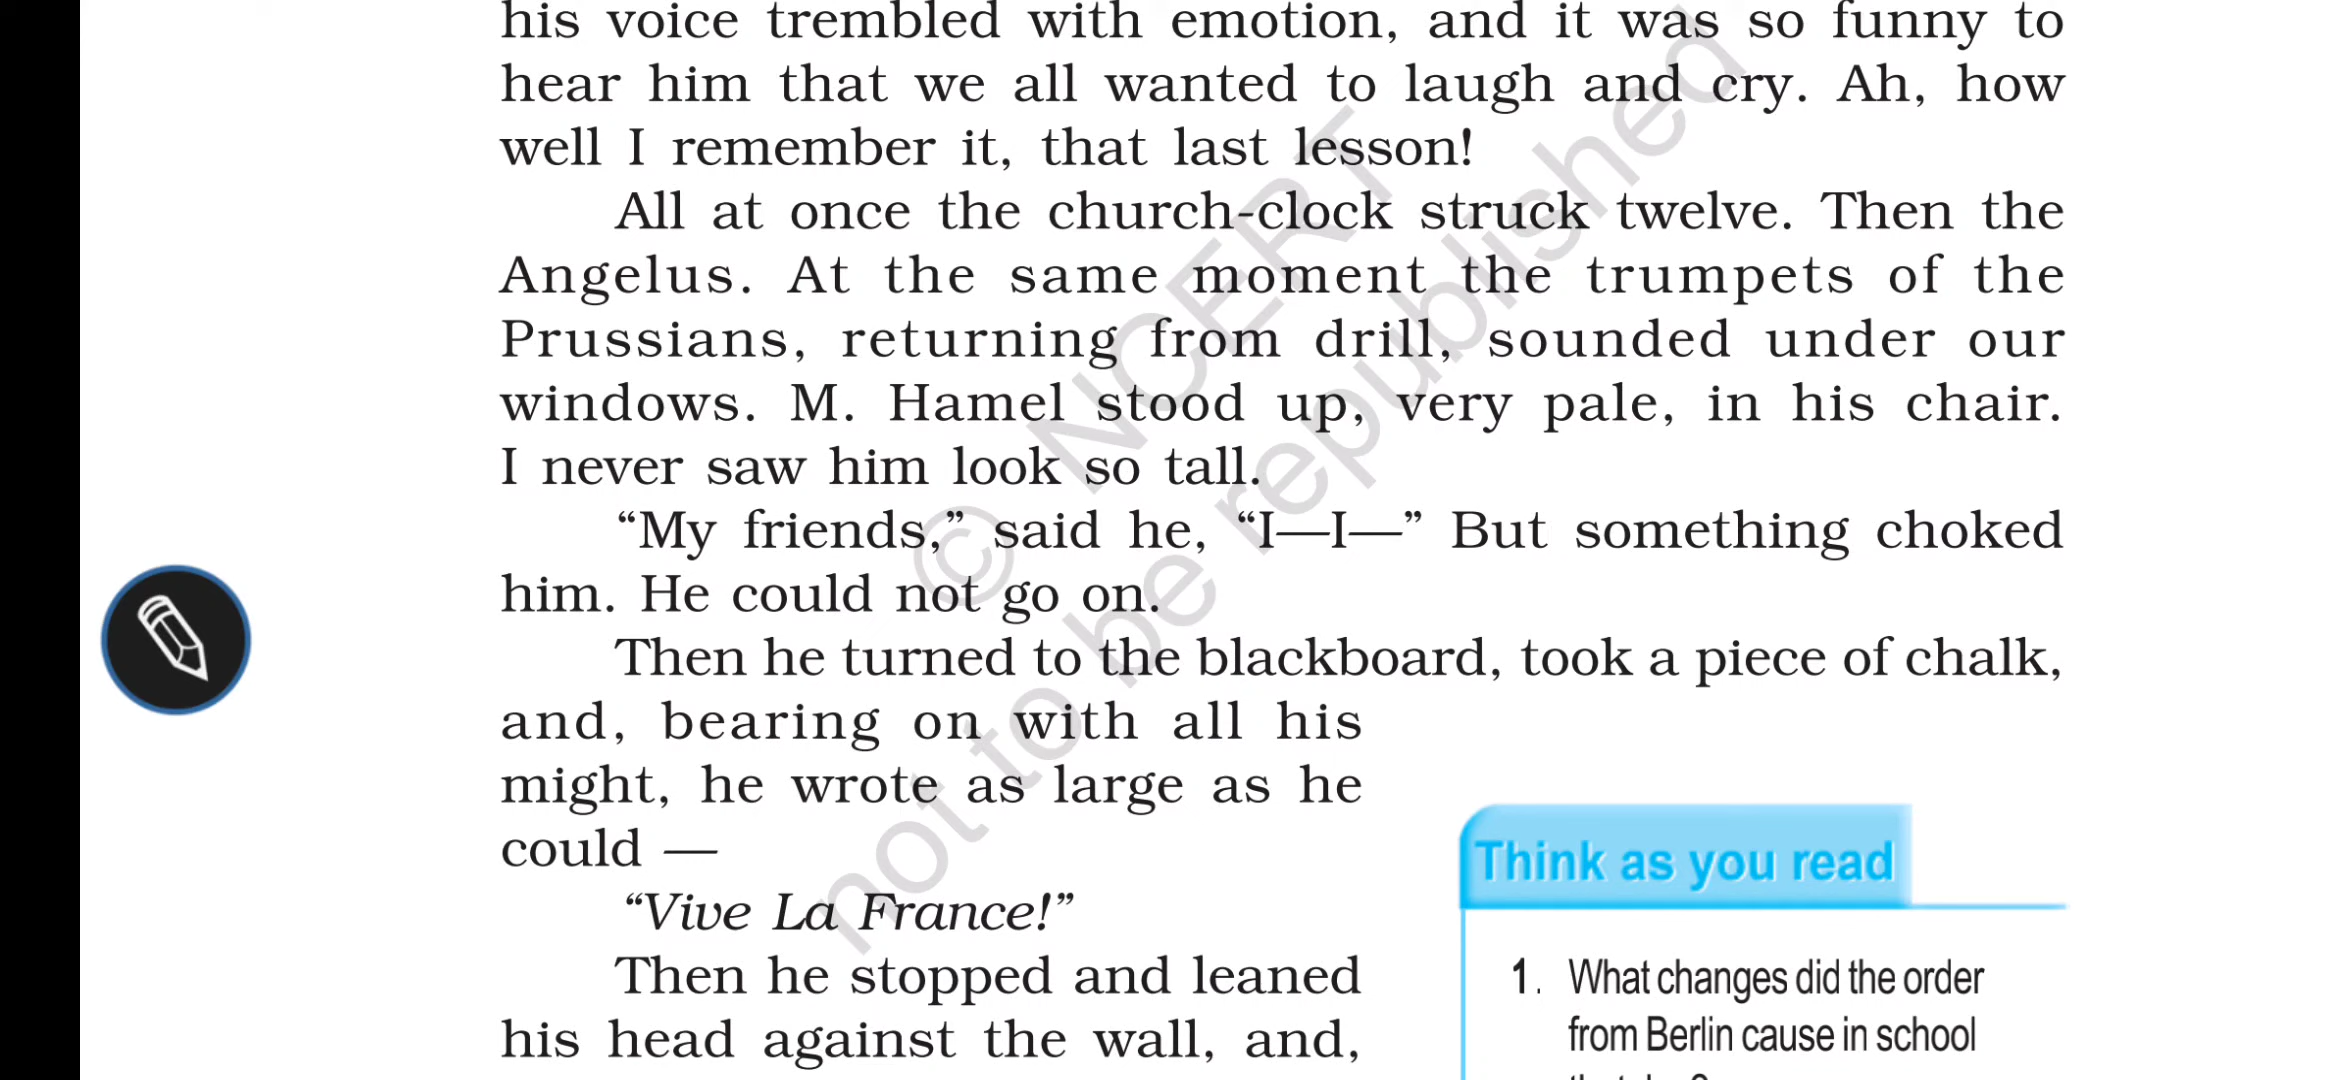 his voice trembled with emotion, and it was so funny to
hear him that we all wanted to laugh and cry. Ah, how
well I remember it, that last lesson!
All at once the church-clock struck twelve. Then the
Angelus. At the same moment the trumpets of the
Prussians, returning from drill, sounded under our
windows. M. Hamel stood up, very pale, in his chair.
I never saw him look so tall.
“My friends,” said he, “I—I—” But something choked
him. He could not go on.
Then he turned to the blackboard, took a piece of chalk,
and, bearing on with all his
might, he wrote as large as he
could —
“Vive La France!”
Then he stopped and leaned
his head against the wall, and,
Think as you read
1. What changes did the order
from Berlin cause in school
© NCERT
not to be republished